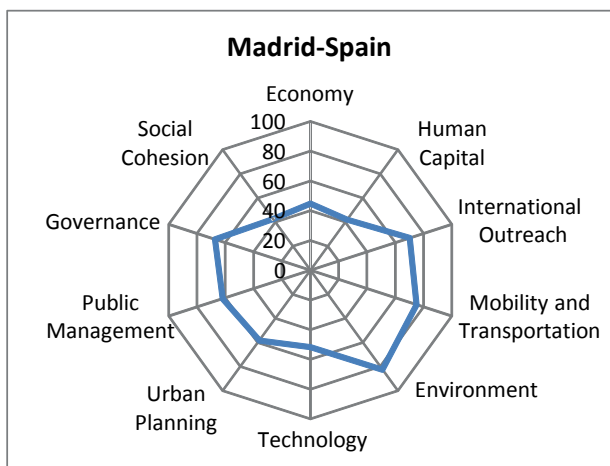 Madrid-Spain
Economy
Human
Capital
International
Outreach
Mobility and
Transportation
Environment
Technology
Urban
Planning
Public
Management
Governance
Social
Cohesion
100
80
60
40
20
0